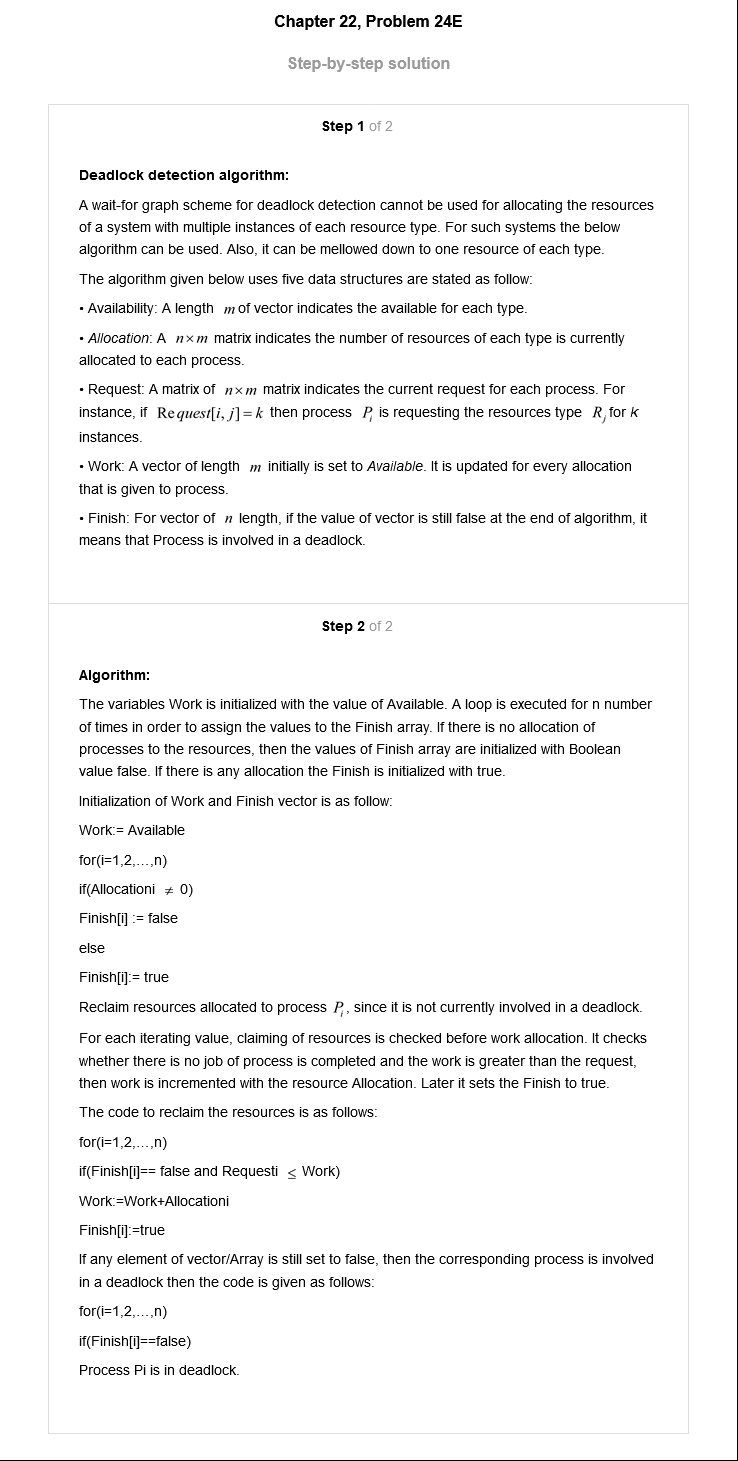 Chapter 22, Problem 24E
Step-by-step solution
Step 1 of 2
Deadlock detection algorithm:
A wait-for graph scheme for deadlock detection cannot be used for allocating the resources
of a system with multiple instances of each resource type. For such systems the below
algorithm can be used. Also, it can be mellowed down to one resource of each type.
The algorithm given below uses five data structures are stated as follow:
• Availability: A length m of vector indicates the available for each type.
• Allocation: A n×m matrix indicates the number of resources of each type is currently
allocated to each process.
• Request: A matrix of n×m matrix indicates the current request for each process. For
instance, if Request[i, j] = k then process Pi is requesting the resources type Rj for K
instances.
• Work: A vector of length m initially is set to Available. It is updated for every allocation
that is given to process.
• Finish: For vector of n length, if the value of vector is still false at the end of algorithm, it
means that Process is involved in a deadlock.
Step 2 of 2
Algorithm:
The variables Work is initialized with the value of Available. A loop is executed for n number
of times in order to assign the values to the Finish array. If there is no allocation of
processes to the resources, then the values of Finish array are initialized with Boolean
value false. If there is any allocation the Finish is initialized with true.
Initialization of Work and Finish vector is as follow:
Work:= Available
for(i=1,2,…,n)
if(Allocationi ≠ 0)
Finish[i] := false
else
Finish[i]:= true
Reclaim resources allocated to process Pi, since it is not currently involved in a deadlock.
For each iterating value, claiming of resources is checked before work allocation. It checks
whether there is no job of process is completed and the work is greater than the request,
then work is incremented with the resource Allocation. Later it sets the Finish to true.
The code to reclaim the resources is as follows:
for(i=1,2,…,n)
if(Finish[i]== false and Requesti ≤ Work)
Work:=Work+Allocationi
Finish[i]:=true
If any element of vector/Array is still set to false, then the corresponding process is involved
in a deadlock then the code is given as follows:
for(i=1,2,…,n)
if(Finish[i]==false)
Process Pi is in deadlock.